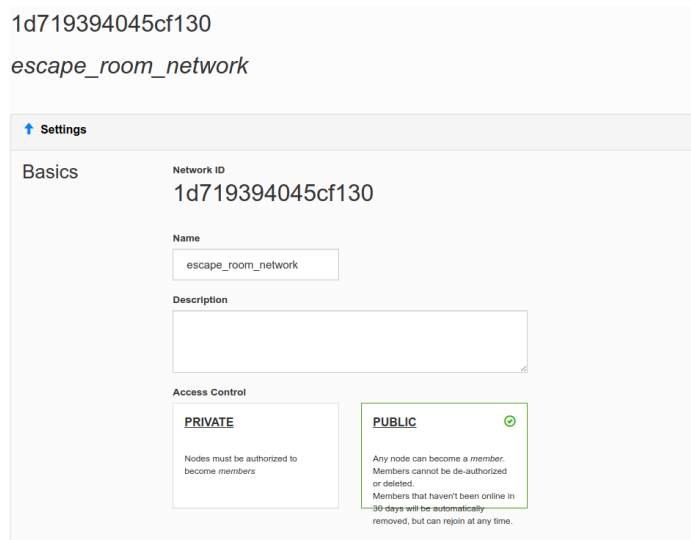 1d719394045cf130
escape_room_network
Settings
Basics
Network ID
1d719394045cf130
Name
escape_room_network
Description
Access Control
PRIVATE
Nodes must be authorized to
become members
PUBLIC
Any node can become a member.
Members cannot be de-authorized
or deleted.
Members that haven't been online in
30 days will be automatically
removed, but can rejoin at any time.